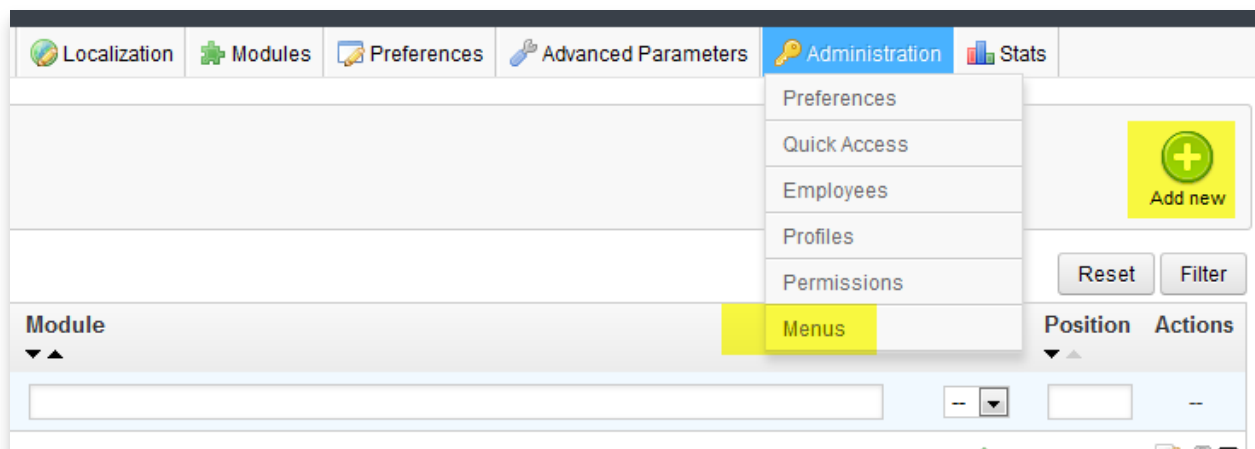 Localization Modules Preferences Advanced Parameters Administration Stats
Preferences
Quick Access
Employees
Profiles
Permissions
Menus
Add new
Reset Filter
Module Position Actions
-- --